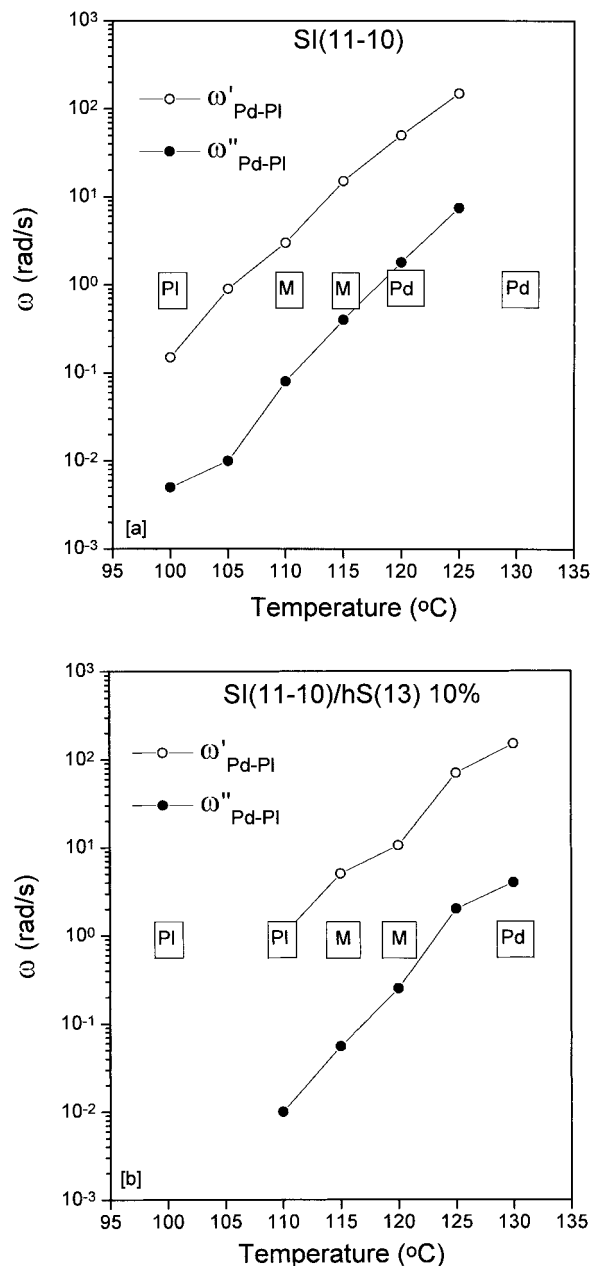 SI(11-10)
ω'Pd-PI
ω"Pd-PI
10²
10¹
10⁰
10⁻¹
10⁻²
10⁻³
ω (rad/s)
PI M M Pd Pd
[a]
95 100 105 110 115 120 125 130 135
Temperature (ºC)
10³
SI(11-10)/hS(13) 10%
ω'Pd-PI
ω"Pd-PI
10²
10¹
10⁰
10⁻¹
10⁻²
10⁻³
ω (rad/s)
PI PI M M Pd
[b]
95 100 105 110 115 120 125 130 135
Temperature (ºC)